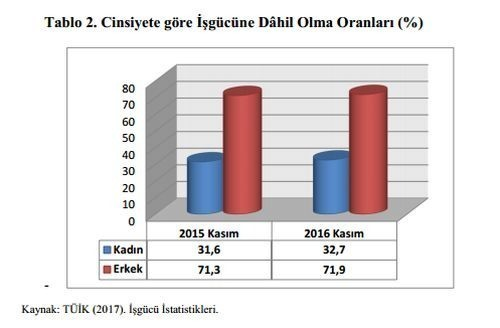 Tablo 2. Cinsiyete göre İşgücüne Dâhil Olma Oranları (%)
80
70
60
50
40
30
20
10
0
2015 Kasım 2016 Kasım
Kadın 31,6 32,7
Erkek 71,3 71,9
-
Kaynak: TÜİK (2017). İşgücü İstatistikleri.